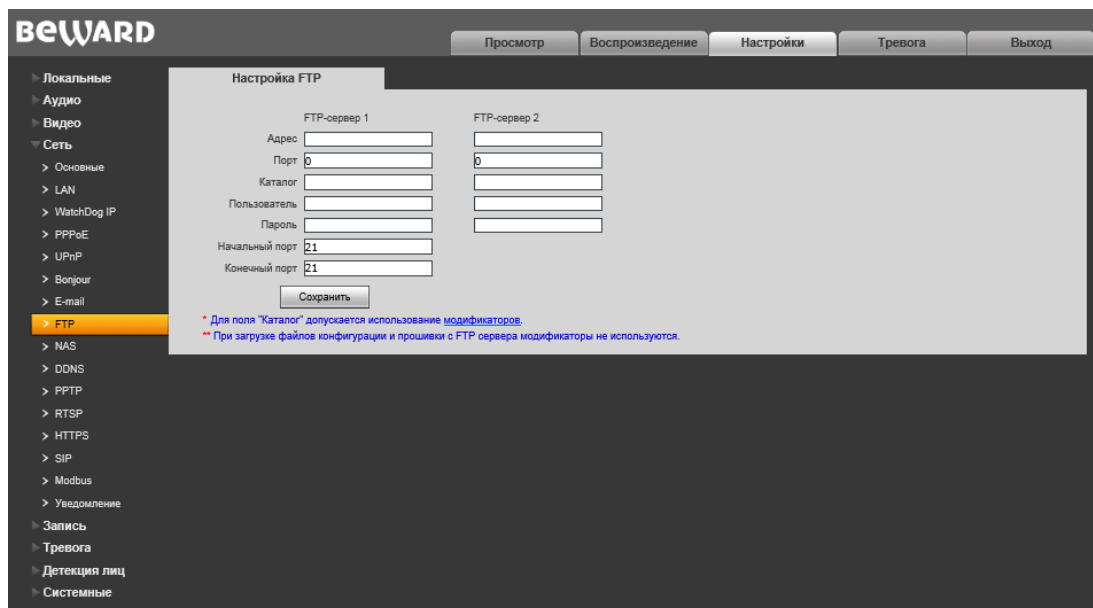 BEWARD
Просмотр Воспроизведение Настройки Тревога Выход
Локальные
Аудио
Видео
Сеть
Основные
LAN
WatchDog IP
PPPoE
UPnP
Bonjour
E-mail
FTP
NAS
DDNS
PPTP
RTSP
HTTPS
SIP
Modbus
Уведомление
Запись
Тревога
Детекция лиц
Системные
Настройка FTP
FTP-сервер 1 FTP-сервер 2
Адрес
Порт 0 0
Каталог
Пользователь
Пароль
Начальный порт 21
Конечный порт 21
Сохранить
* Для поля "Каталог" допускается использование модификаторов.
** При загрузке файлов конфигурации и прошивки с FTP сервера модификаторы не используются.